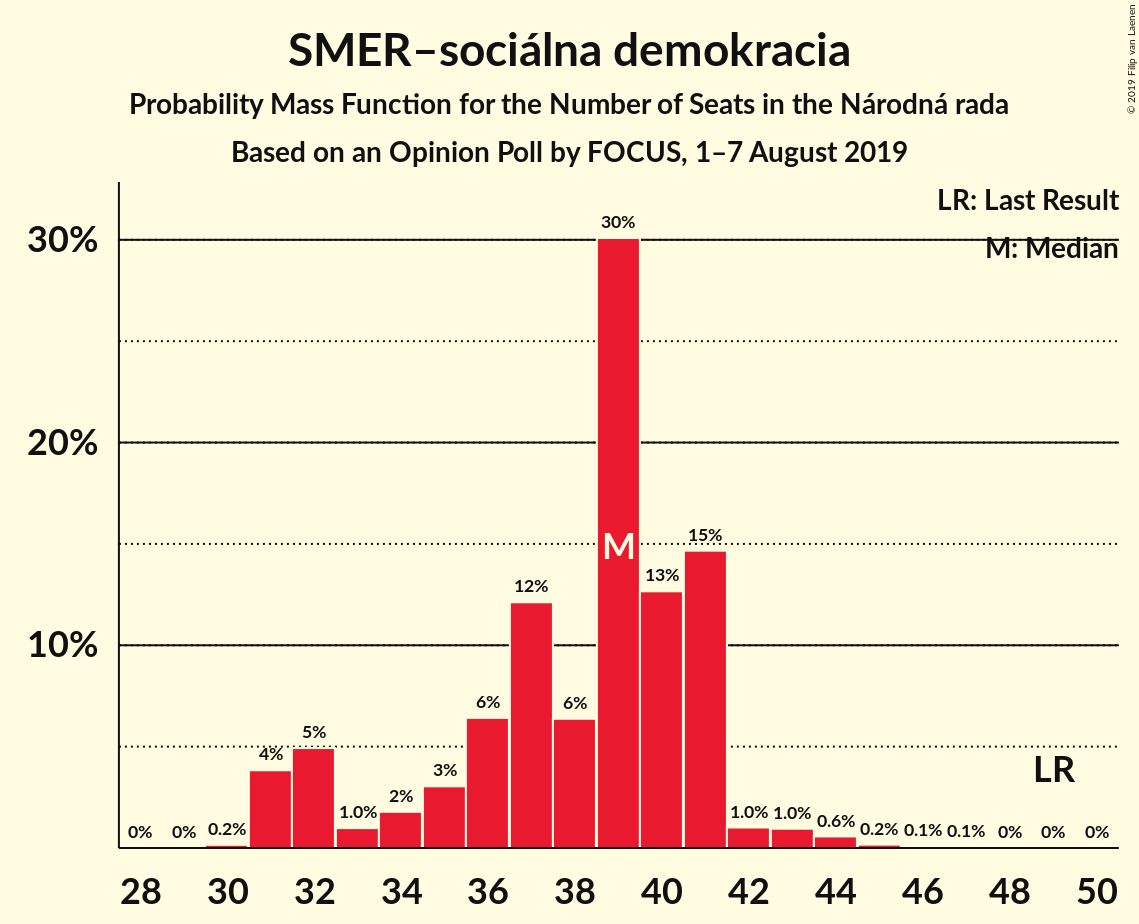 SMER–sociálna demokracia
Probability Mass Function for the Number of Seats in the Národná rada
Based on an Opinion Poll by FOCUS, 1–7 August 2019
© 2019 Filip van Laenen
LR: Last Result
M: Median
30%
20%
10%
0%
0%
0.2%
4%
5%
1.0%
2%
3%
6%
12%
6%
30%
13%
15%
1.0%
1.0%
0.6%
0.2%
0.1%
0.1%
0%
0%
0%
M
LR
28 30 32 34 36 38 40 42 44 46 48 50